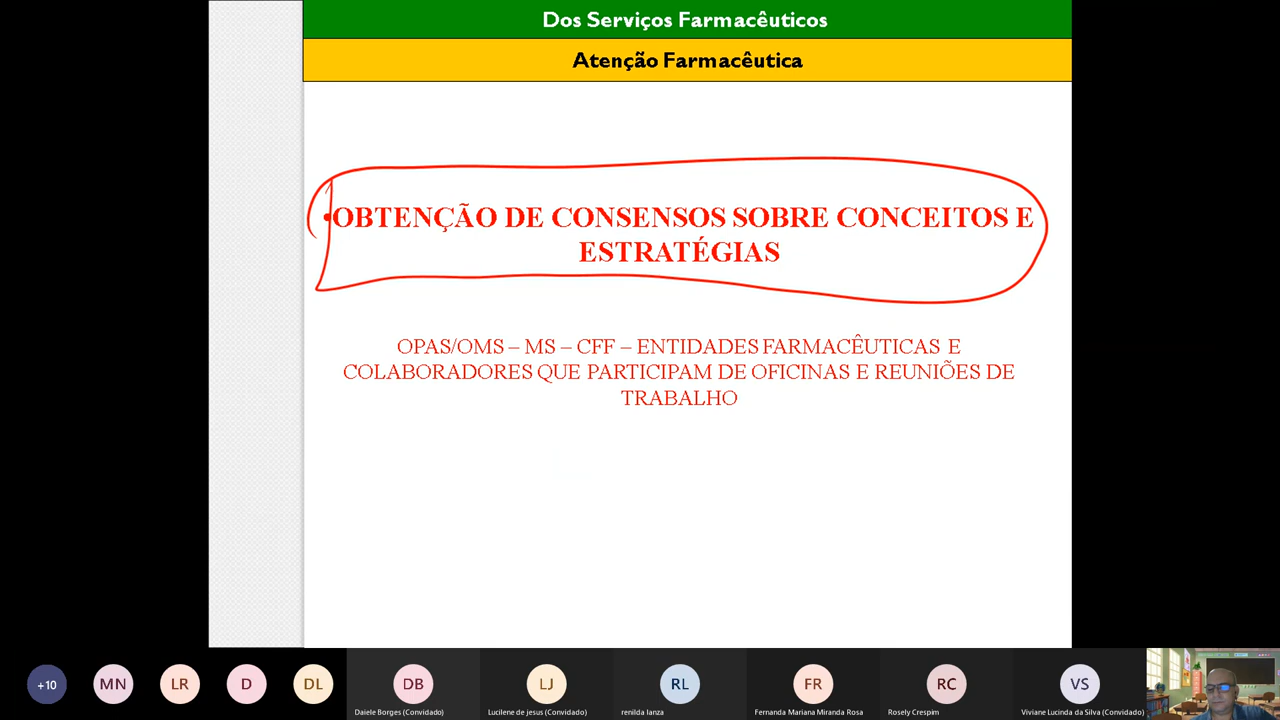 Dos Serviços Farmacêuticos
Atenção Farmacêutica
•OBTENÇÃO DE CONSENSOS SOBRE CONCEITOS E
ESTRATÉGIAS
OPAS/OMS – MS – CFF – ENTIDADES FARMACÊUTICAS E
COLABORADORES QUE PARTICIPAM DE OFICINAS E REUNIÕES DE
TRABALHO
+10
MN
LR
D
DL
DB
LJ
RL
FR
RC
VS
Daiele Borges (Convidado)
Lucilene de jesus (Convidado)
renilda lanza
Fernanda Mariana Miranda Rosa
Rosely Crespim
Viviane Lucinda da Silva (Convidado)